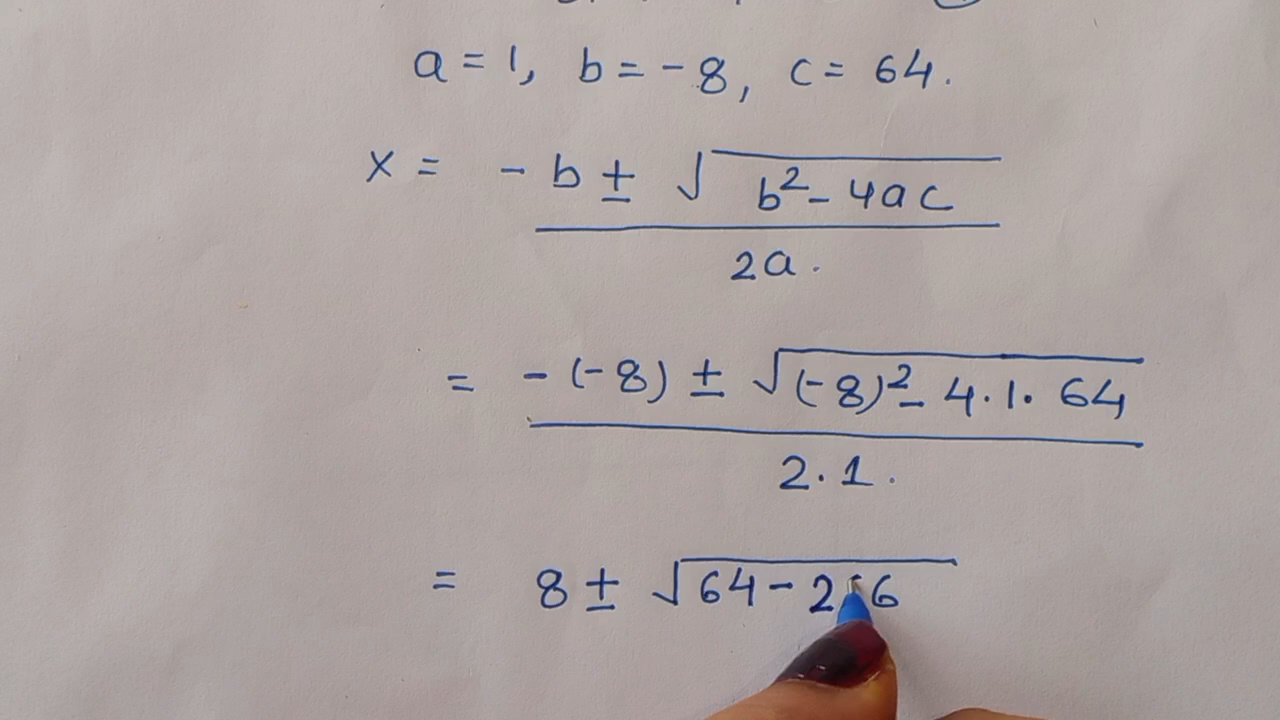 a = 1, b = -8, c = 64.
x = - b ± √ b² - 4ac
2a.
= - (-8) ± √(-8)² - 4.1. 64
2.1.
= 8 ± √64 - 256